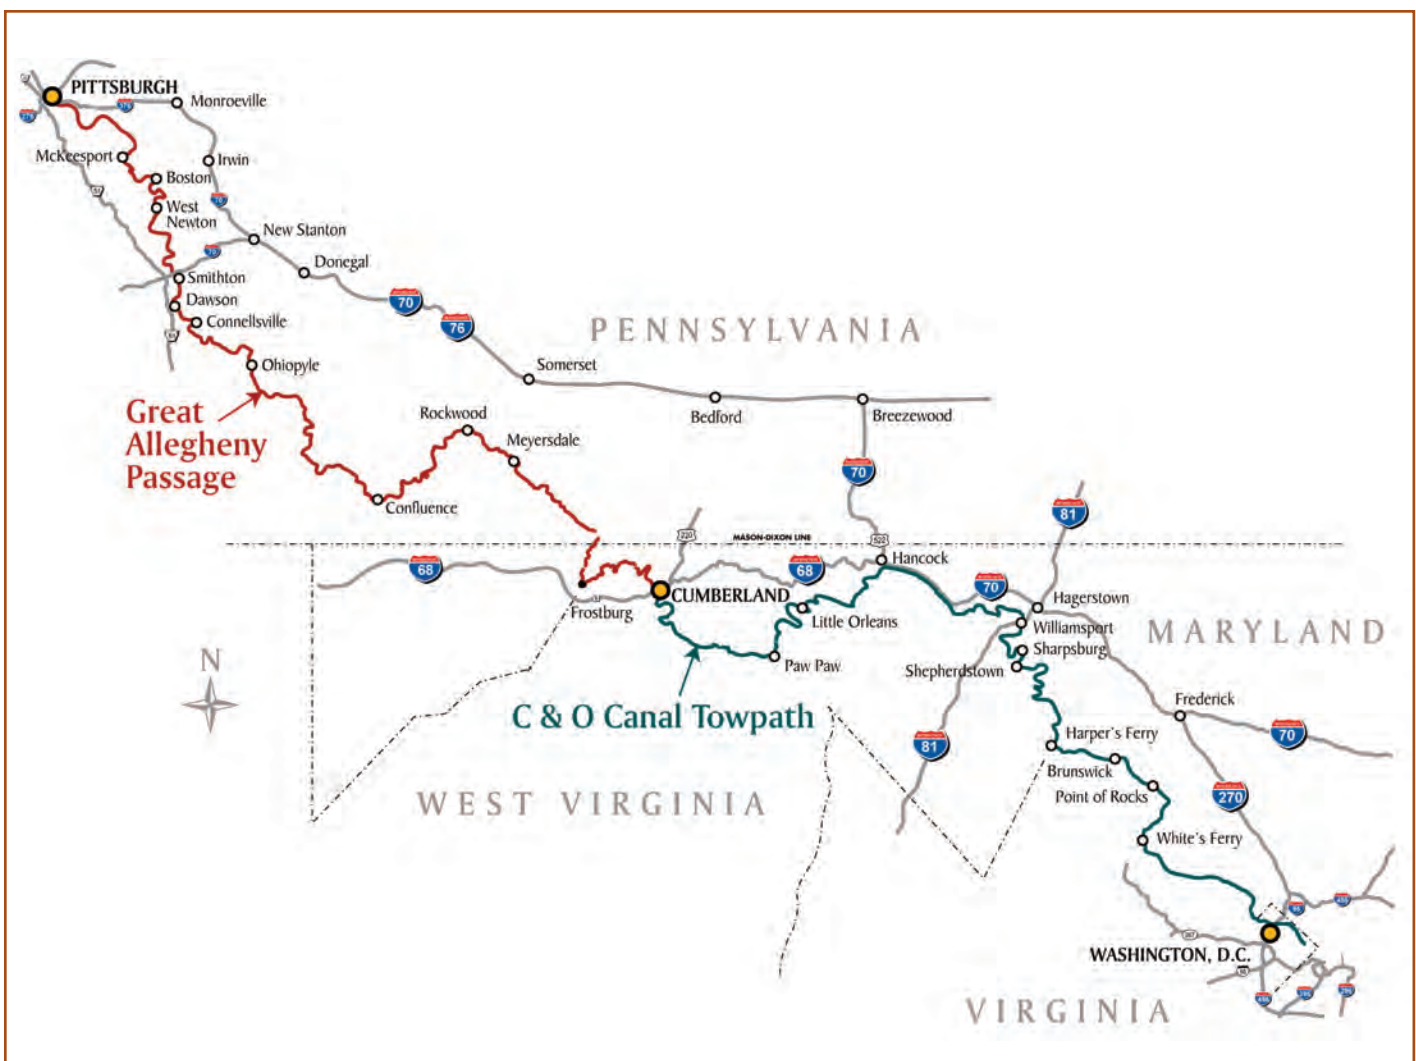 PITTSBURGH
Monroeville
McKeesport
Irwin
Boston
West
Newton
New Stanton
Donegal
Smithton
Dawson
Connellsville
70
76
PENNSYLVANIA
Ohiopyle
Somerset
Great
Allegheny
Passage
Rockwood
Bedford
Breezewood
Meyersdale
70
Confluence
81
220
MASON-DIXON LINE
522
68
68
Hancock
70
CUMBERLAND
Hagerstown
Frostburg
Little Orleans
Williamsport
MARYLAND
N
Paw Paw
Sharpsburg
Shepherdstown
C & O Canal Towpath
Frederick
81
Harper's Ferry
70
Brunswick
WEST VIRGINIA
Point of Rocks
270
White's Ferry
WASHINGTON, D.C.
VIRGINIA